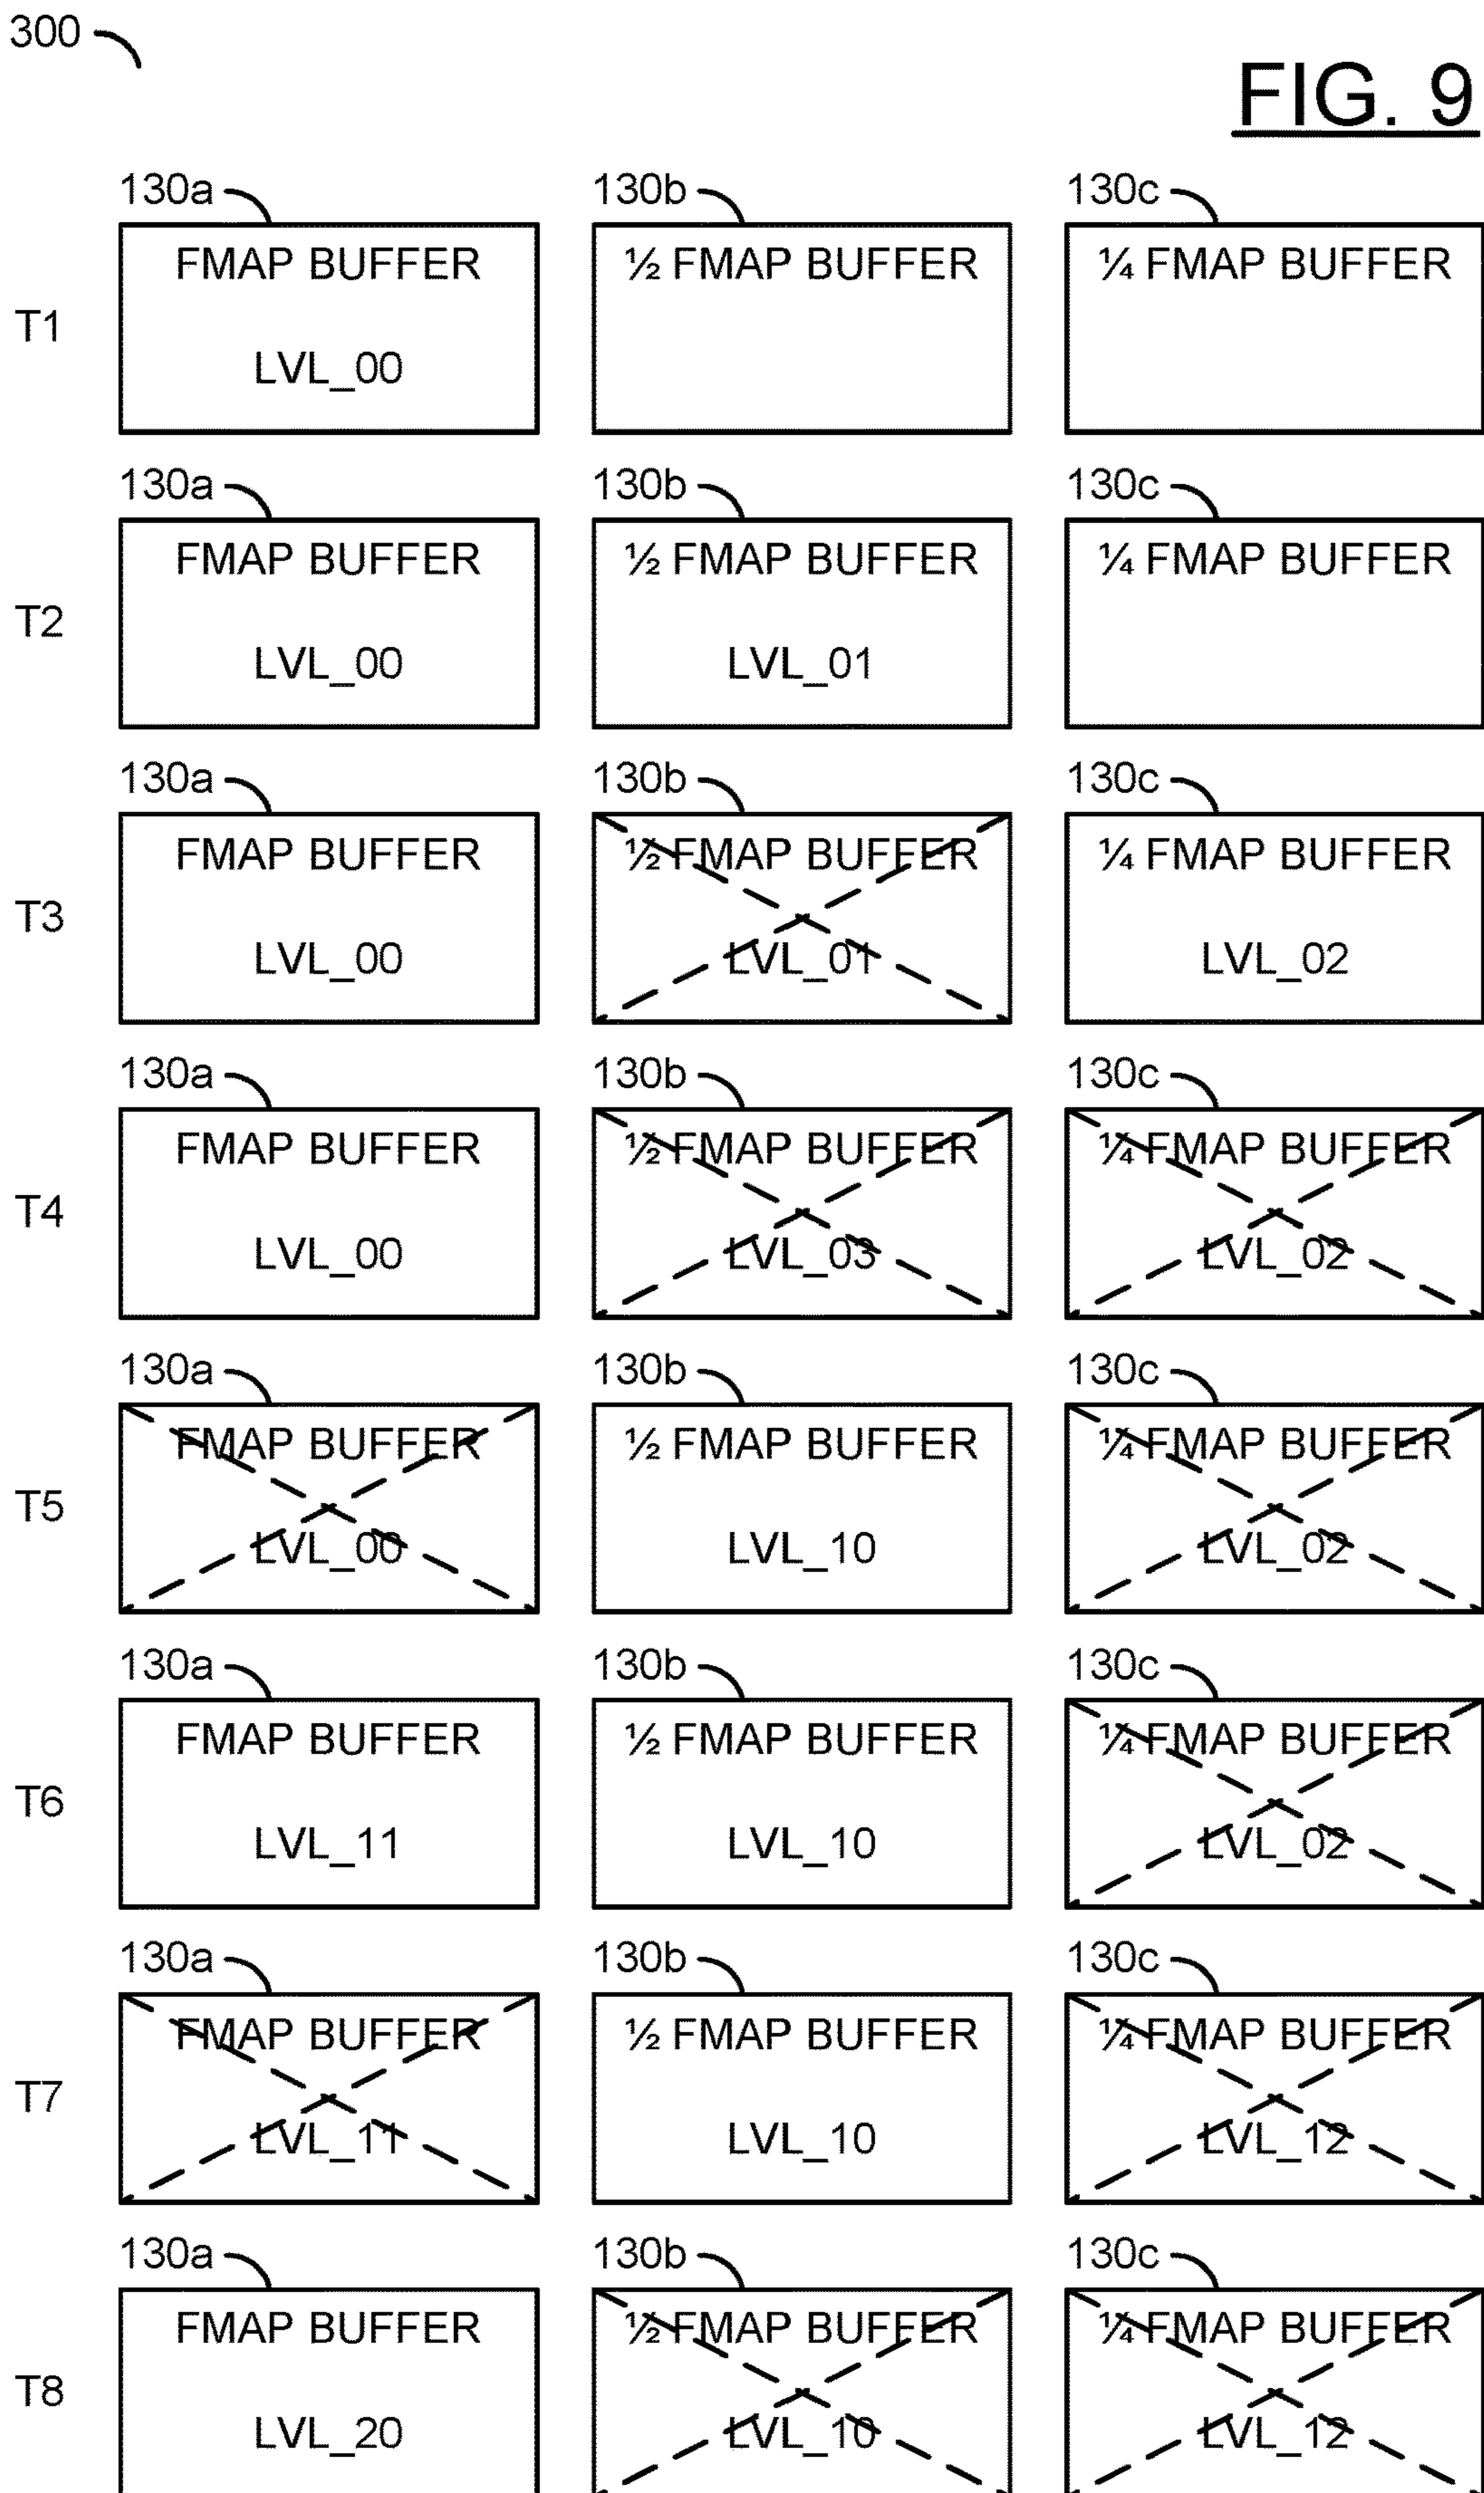 300
FIG. 9
130a 130b 130c
FMAP BUFFER ½ FMAP BUFFER ¼ FMAP BUFFER
T1
LVL_00
130a 130b 130c
FMAP BUFFER ½ FMAP BUFFER ¼ FMAP BUFFER
T2
LVL_00 LVL_01
130a 130b 130c
FMAP BUFFER ½ FMAP BUFFER ¼ FMAP BUFFER
T3
LVL_00 LVL_01 LVL_02
130a 130b 130c
FMAP BUFFER ½ FMAP BUFFER ¼ FMAP BUFFER
T4
LVL_00 LVL_03 LVL_02
130a 130b 130c
FMAP BUFFER ½ FMAP BUFFER ¼ FMAP BUFFER
T5
LVL_00 LVL_10 LVL_02
130a 130b 130c
FMAP BUFFER ½ FMAP BUFFER ¼ FMAP BUFFER
T6
LVL_11 LVL_10 LVL_02
130a 130b 130c
FMAP BUFFER ½ FMAP BUFFER ¼ FMAP BUFFER
T7
LVL_11 LVL_10 LVL_12
130a 130b 130c
FMAP BUFFER ½ FMAP BUFFER ¼ FMAP BUFFER
T8
LVL_20 LVL_10 LVL_12